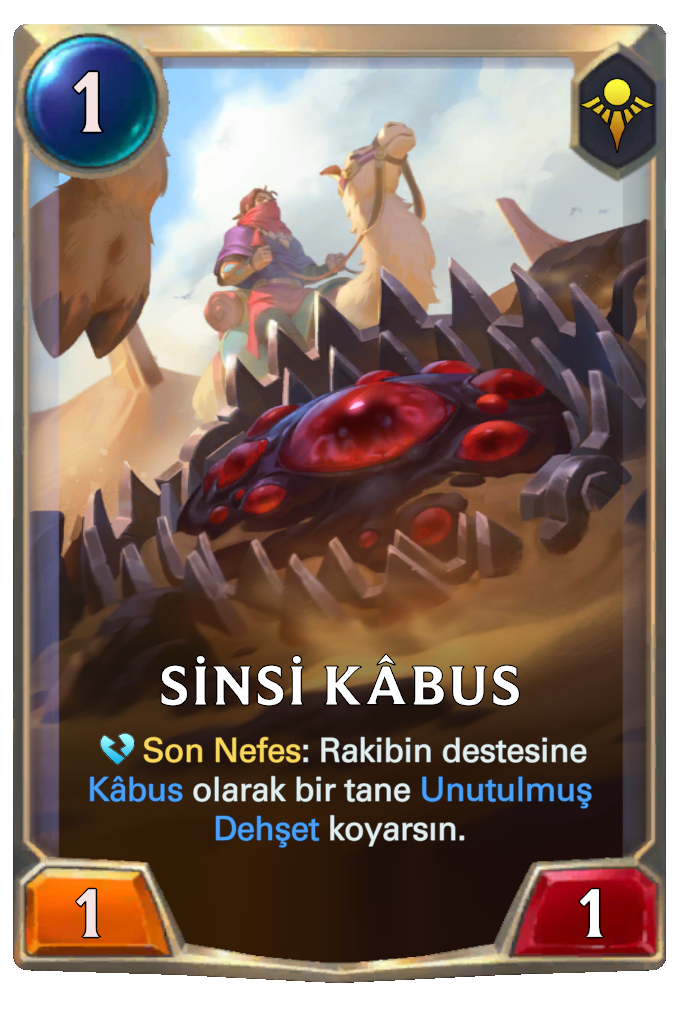 1
SİNSİ KÂBUS
Son Nefes: Rakibin destesine
Kâbus olarak bir tane Unutulmuş
Dehşet koyarsın.
1
1